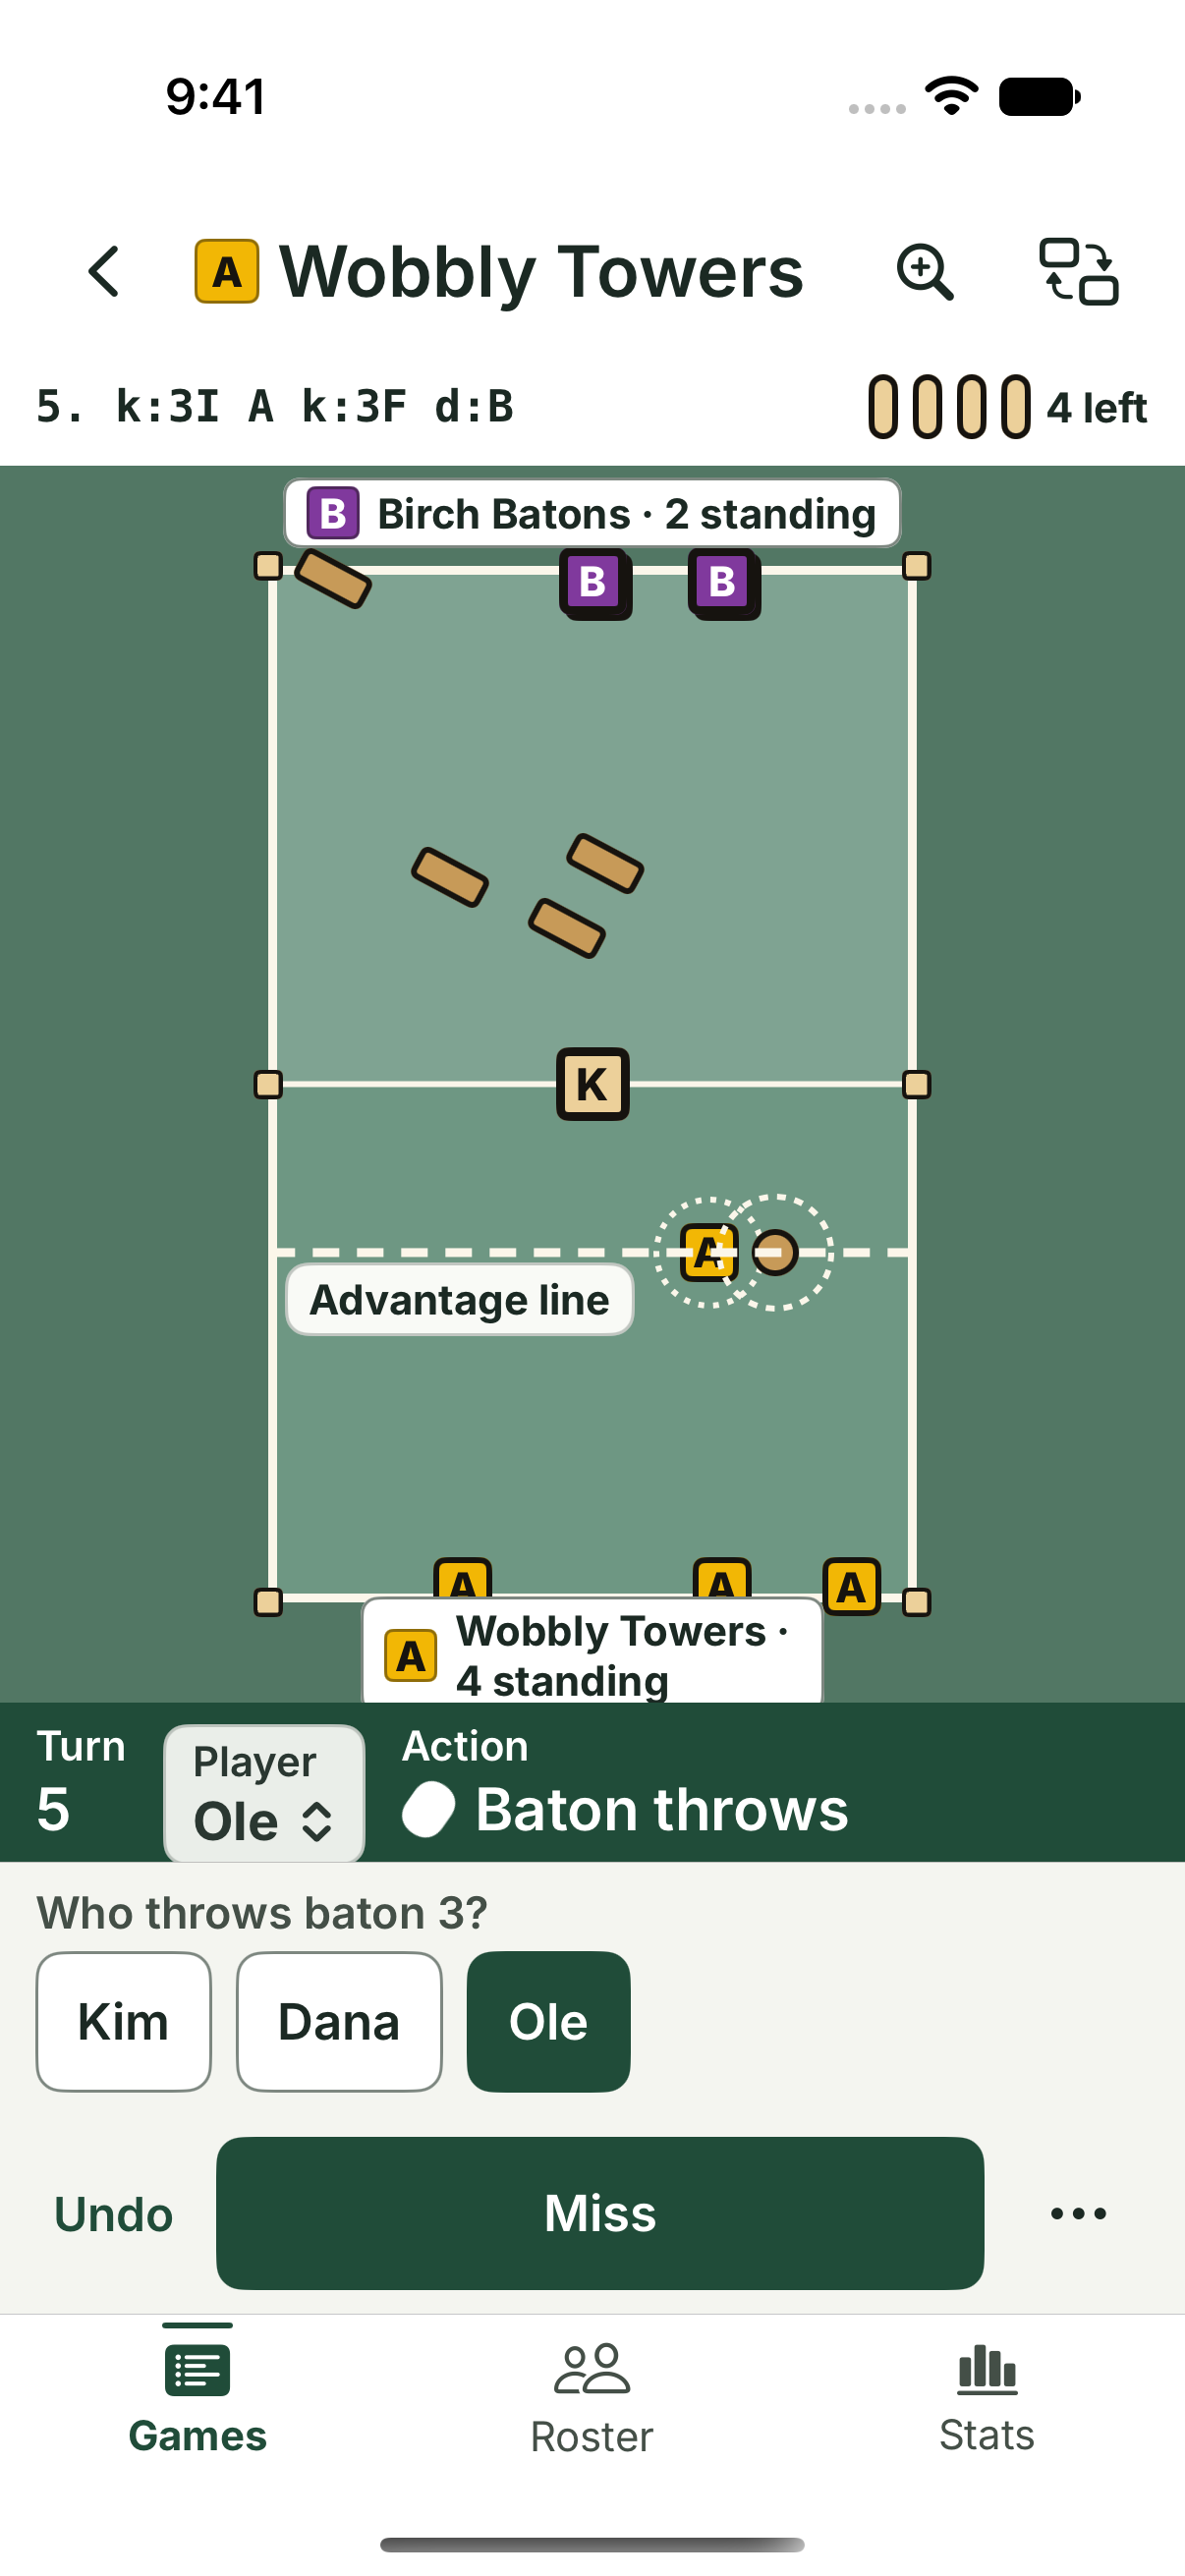 9:41
A Wobbly Towers
5. k:3I A k:3F d:B
4 left
B Birch Batons · 2 standing
B B
K
A
Advantage line
A A A
A Wobbly Towers ·
4 standing
Turn
5
Player
Ole
Action
Baton throws
Who throws baton 3?
Kim Dana Ole
Undo Miss
Games Roster Stats